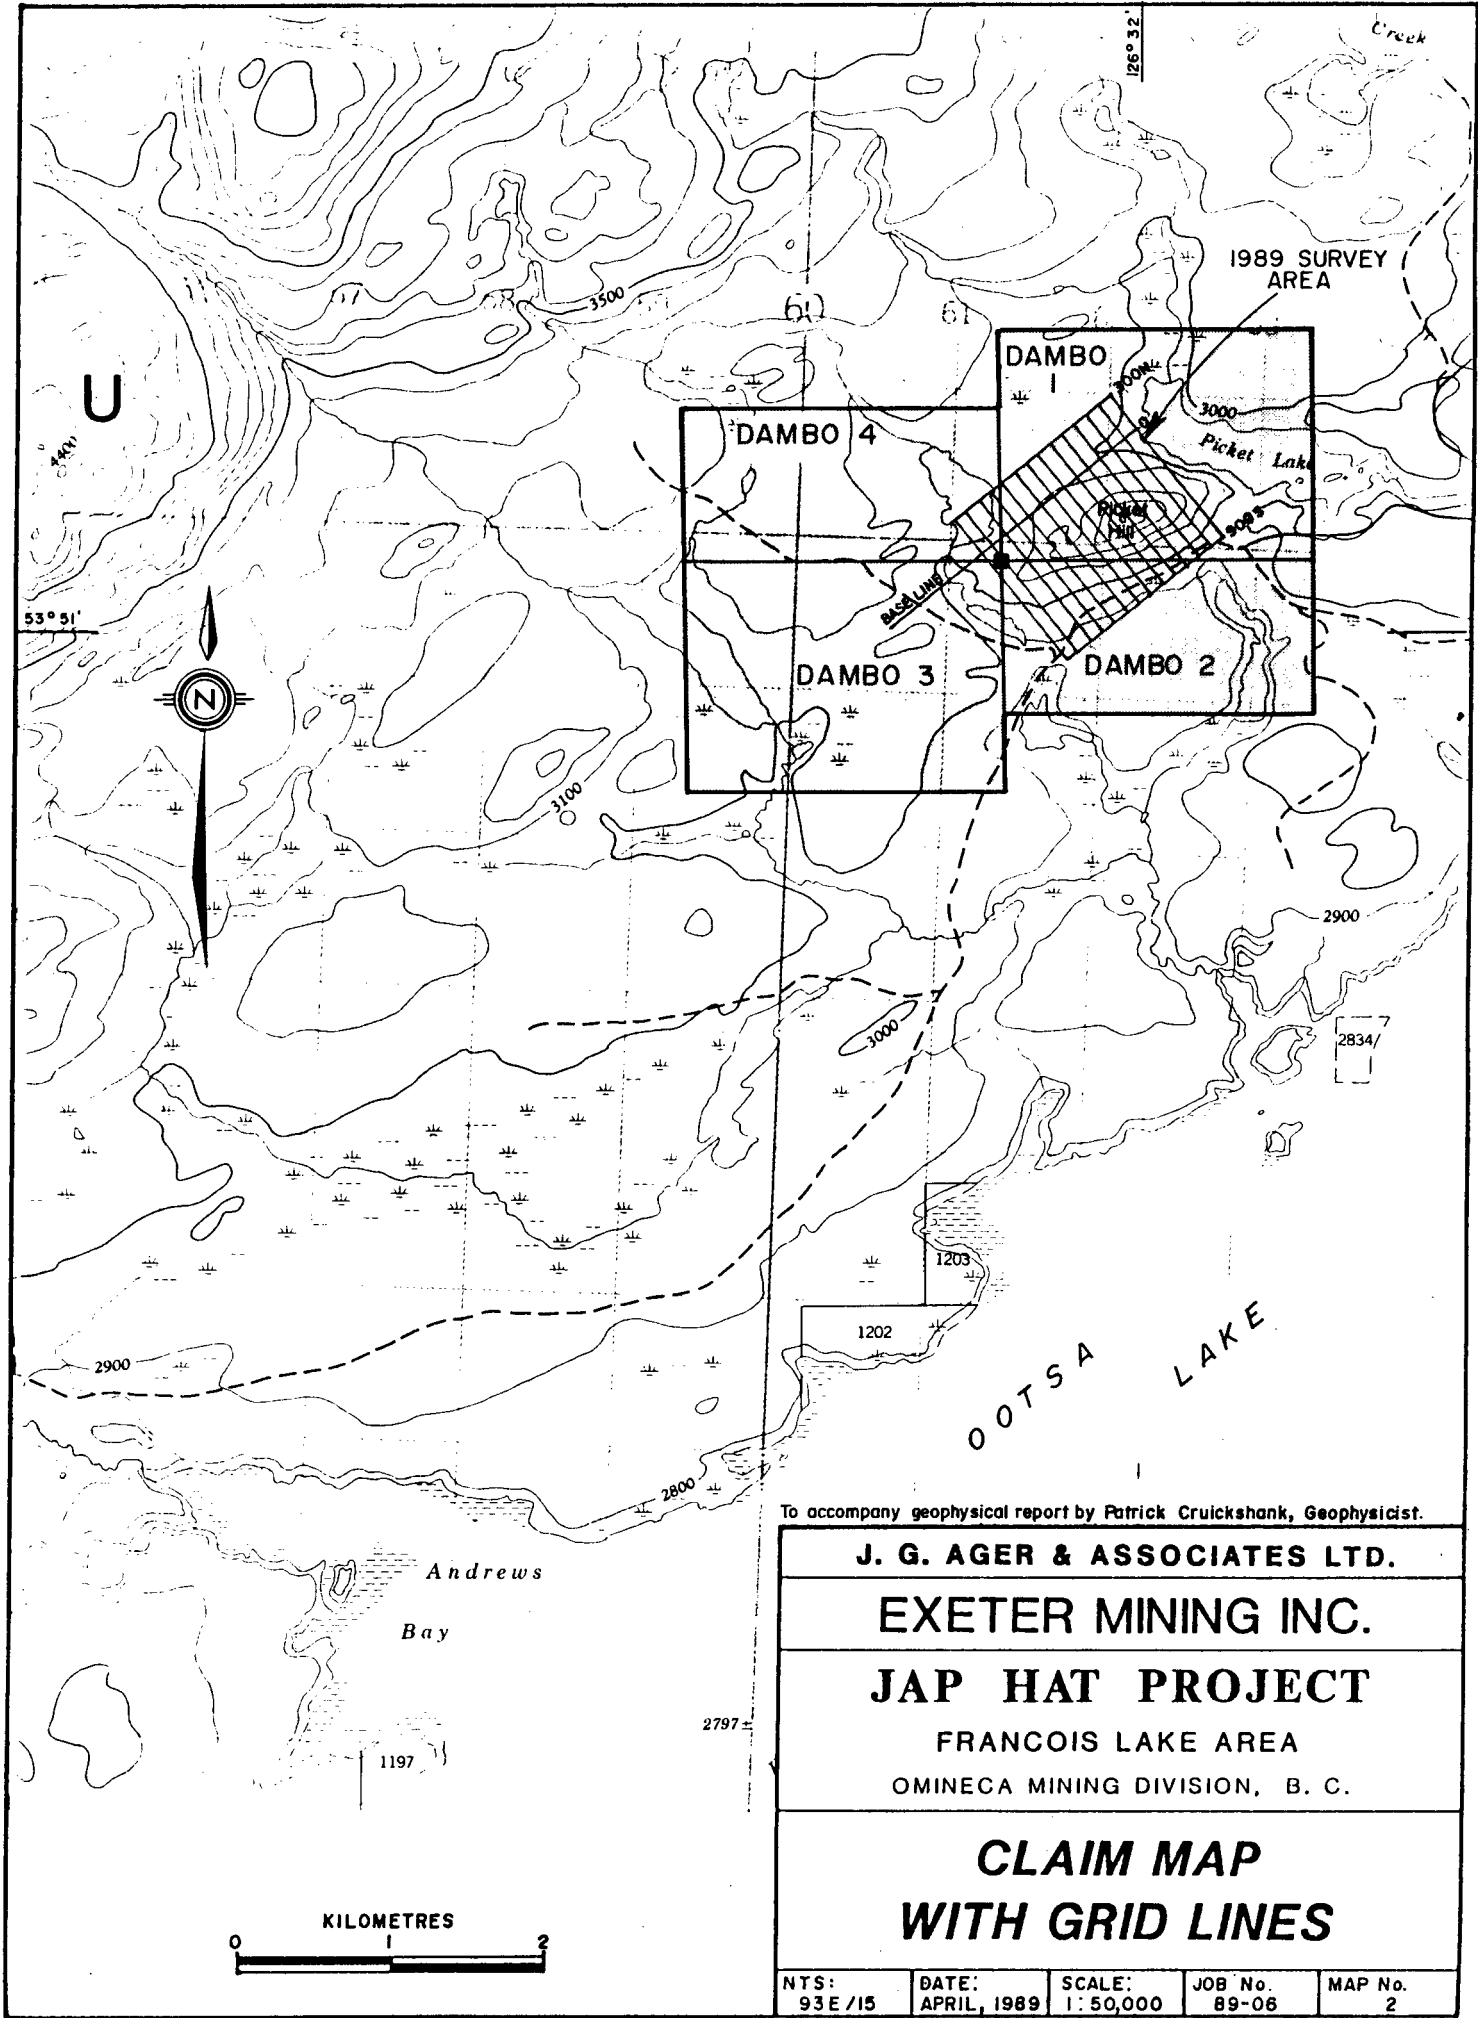 Creek
126° 32'
1989 SURVEY
AREA
3500
60
61
DAMBO
1
300N
3000
U
DAMBO 4
Picket Lake
4400
Picket
Hill
900S
BASE LINE
53° 51'
DAMBO 3
DAMBO 2
N
3100
2900
3000
2834
1203
1202
2900
OOTSA LAKE
2800
To accompany geophysical report by Patrick Cruickshank, Geophysicist.
J. G. AGER & ASSOCIATES LTD.
EXETER MINING INC.
Andrews
Bay
JAP HAT PROJECT
2797±
FRANCOIS LAKE AREA
1197
OMINECA MINING DIVISION, B. C.
CLAIM MAP
WITH GRID LINES
KILOMETRES
0 1 2
NTS: DATE: SCALE: JOB No. MAP No.
93E/15 APRIL, 1989 1:50,000 89-06 2